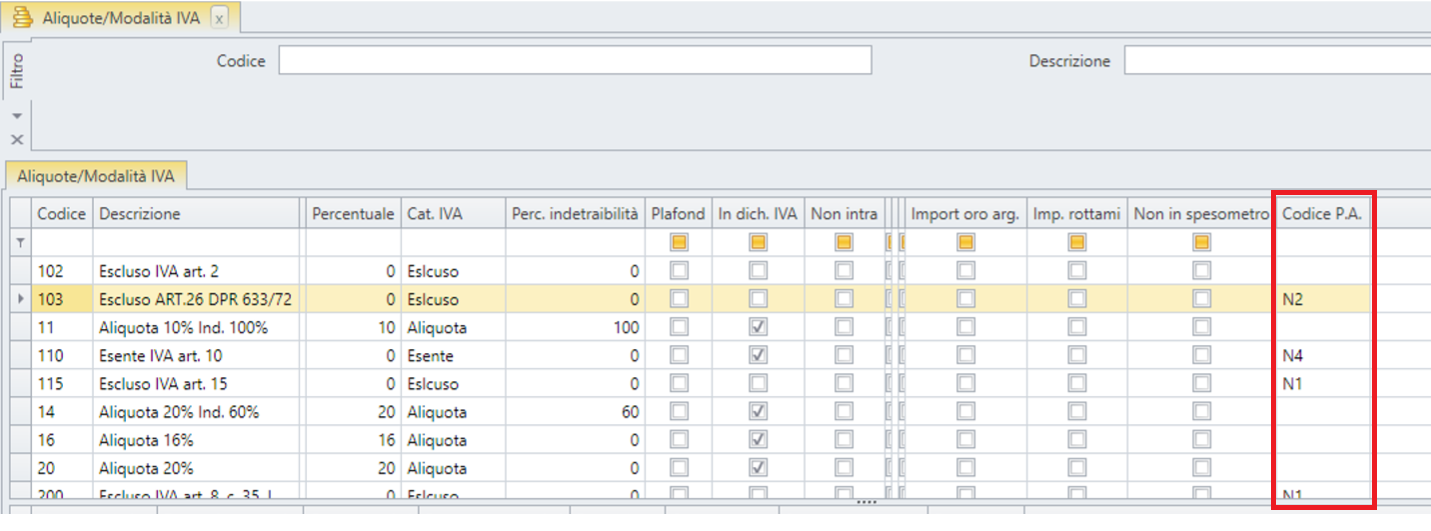 Aliquote/Modalità IVA x
Filtro
Codice
Descrizione
Aliquote/Modalità IVA
Codice Descrizione Percentuale Cat. IVA Perc. indetraibilità Plafond In dich. IVA Non intra Import oro arg. Imp. rottami Non in spesometro Codice P.A.
102 Escluso IVA art. 2 0 Eslcuso 0
103 Escluso ART.26 DPR 633/72 0 Eslcuso 0 N2
11 Aliquota 10% Ind. 100% 10 Aliquota 100
110 Esente IVA art. 10 0 Esente 0 N4
115 Escluso IVA art. 15 0 Eslcuso 0 N1
14 Aliquota 20% Ind. 60% 20 Aliquota 60
16 Aliquota 16% 16 Aliquota 0
20 Aliquota 20% 20 Aliquota 0
200 Escluso IVA art. 8, c. 35, L 0 Eslcuso 0 N1